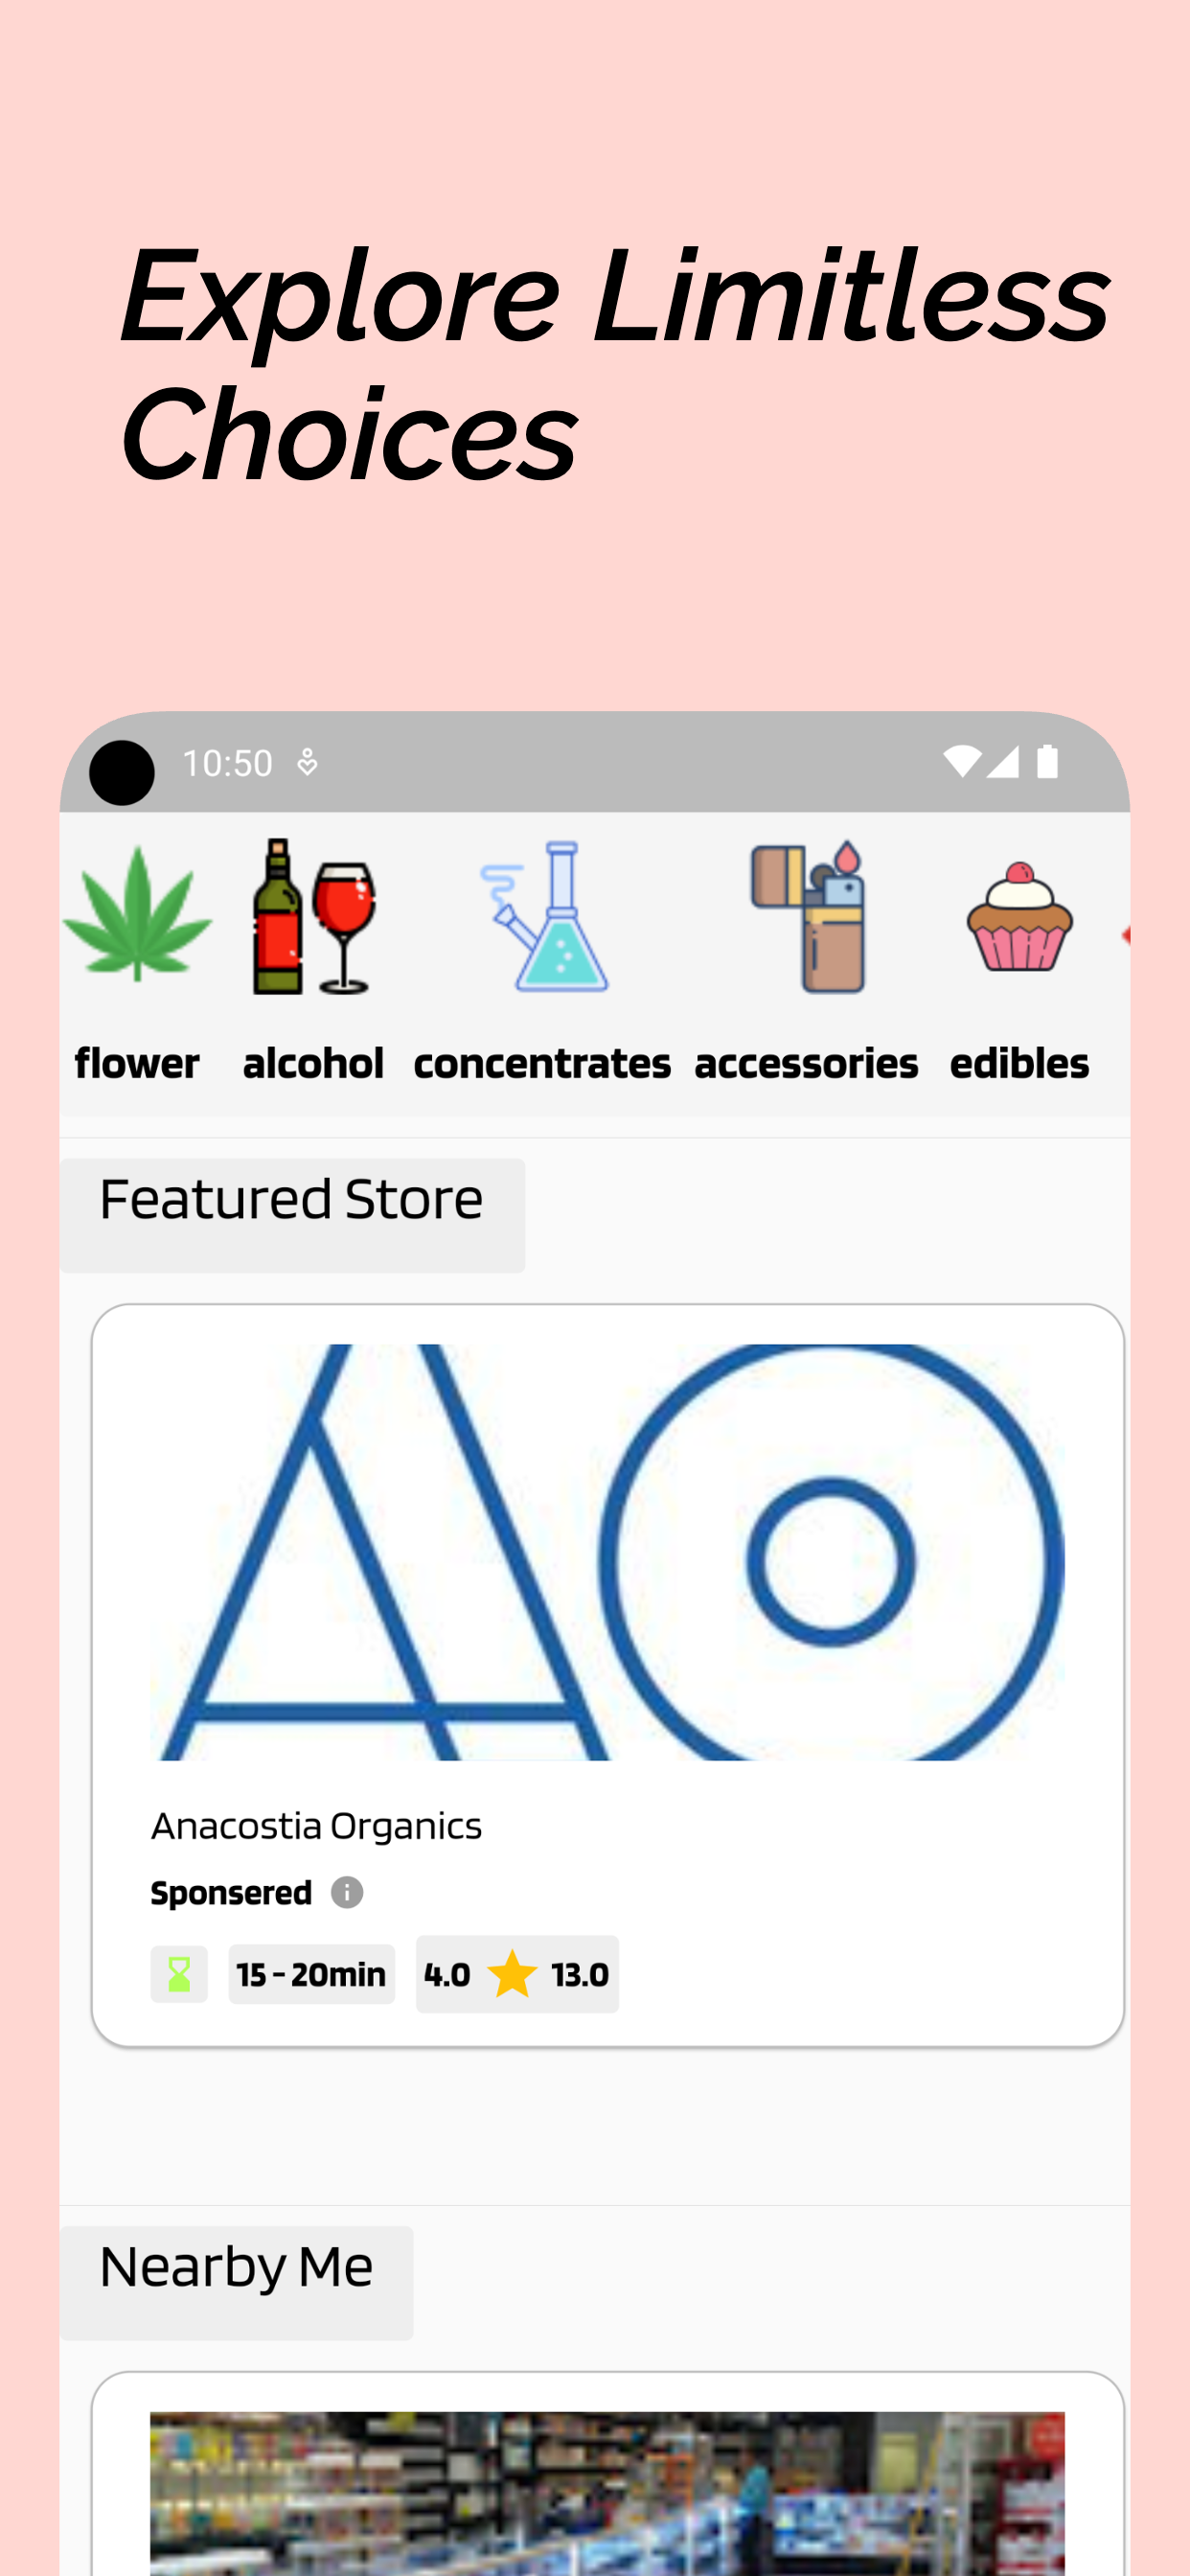 Explore Limitless
Choices
10:50
flower alcohol concentrates accessories edibles
Featured Store
AO
Anacostia Organics
Sponsered
15 - 20min 4.0 13.0
Nearby Me